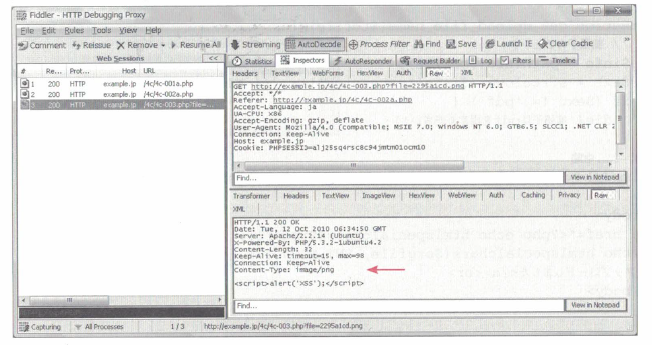 Fiddler - HTTP Debugging Proxy
File Edit Rules Tools View Help
Comment Reissue Remove Resume All Streaming AutoDecode Process Filter Find Save Launch IE Clear Cache »
Web Sessions <<
# Re... Prot... Host URL
1 200 HTTP example.jp /4c/4c-001a.php
2 200 HTTP example.jp /4c/4c-002a.php
3 200 HTTP example.jp /4c/4c-003.php?file=...
Statistics Inspectors AutoResponder Request Builder Log Filters Timeline
Headers TextView WebForms HexView Auth Raw XML
GET http://example.jp/4c/4c-003.php?file=2295a1cd.png HTTP/1.1
Accept: */*
Referer: http://example.jp/4c/4c-002a.php
Accept-Language: ja
UA-CPU: x86
Accept-Encoding: gzip, deflate
User-Agent: Mozilla/4.0 (compatible; MSIE 7.0; Windows NT 6.0; GTB6.5; SLCC1; .NET CLR 2
Connection: Keep-Alive
Host: example.jp
Cookie: PHPSESSID=alj25sq4rsc8c94jmtm01ocm10
Find... View in Notepad
Transformer Headers TextView ImageView HexView WebView Auth Caching Privacy Raw
XML
HTTP/1.1 200 OK
Date: Tue, 12 Oct 2010 06:34:50 GMT
Server: Apache/2.2.14 (Ubuntu)
X-Powered-By: PHP/5.3.2-1ubuntu4.2
Content-Length: 32
Keep-Alive: timeout=15, max=98
Connection: Keep-Alive
Content-Type: image/png
<script>alert('XSS');</script>
Find... View in Notepad
Capturing All Processes 1 / 3 http://example.jp/4c/4c-003.php?file=2295a1cd.png